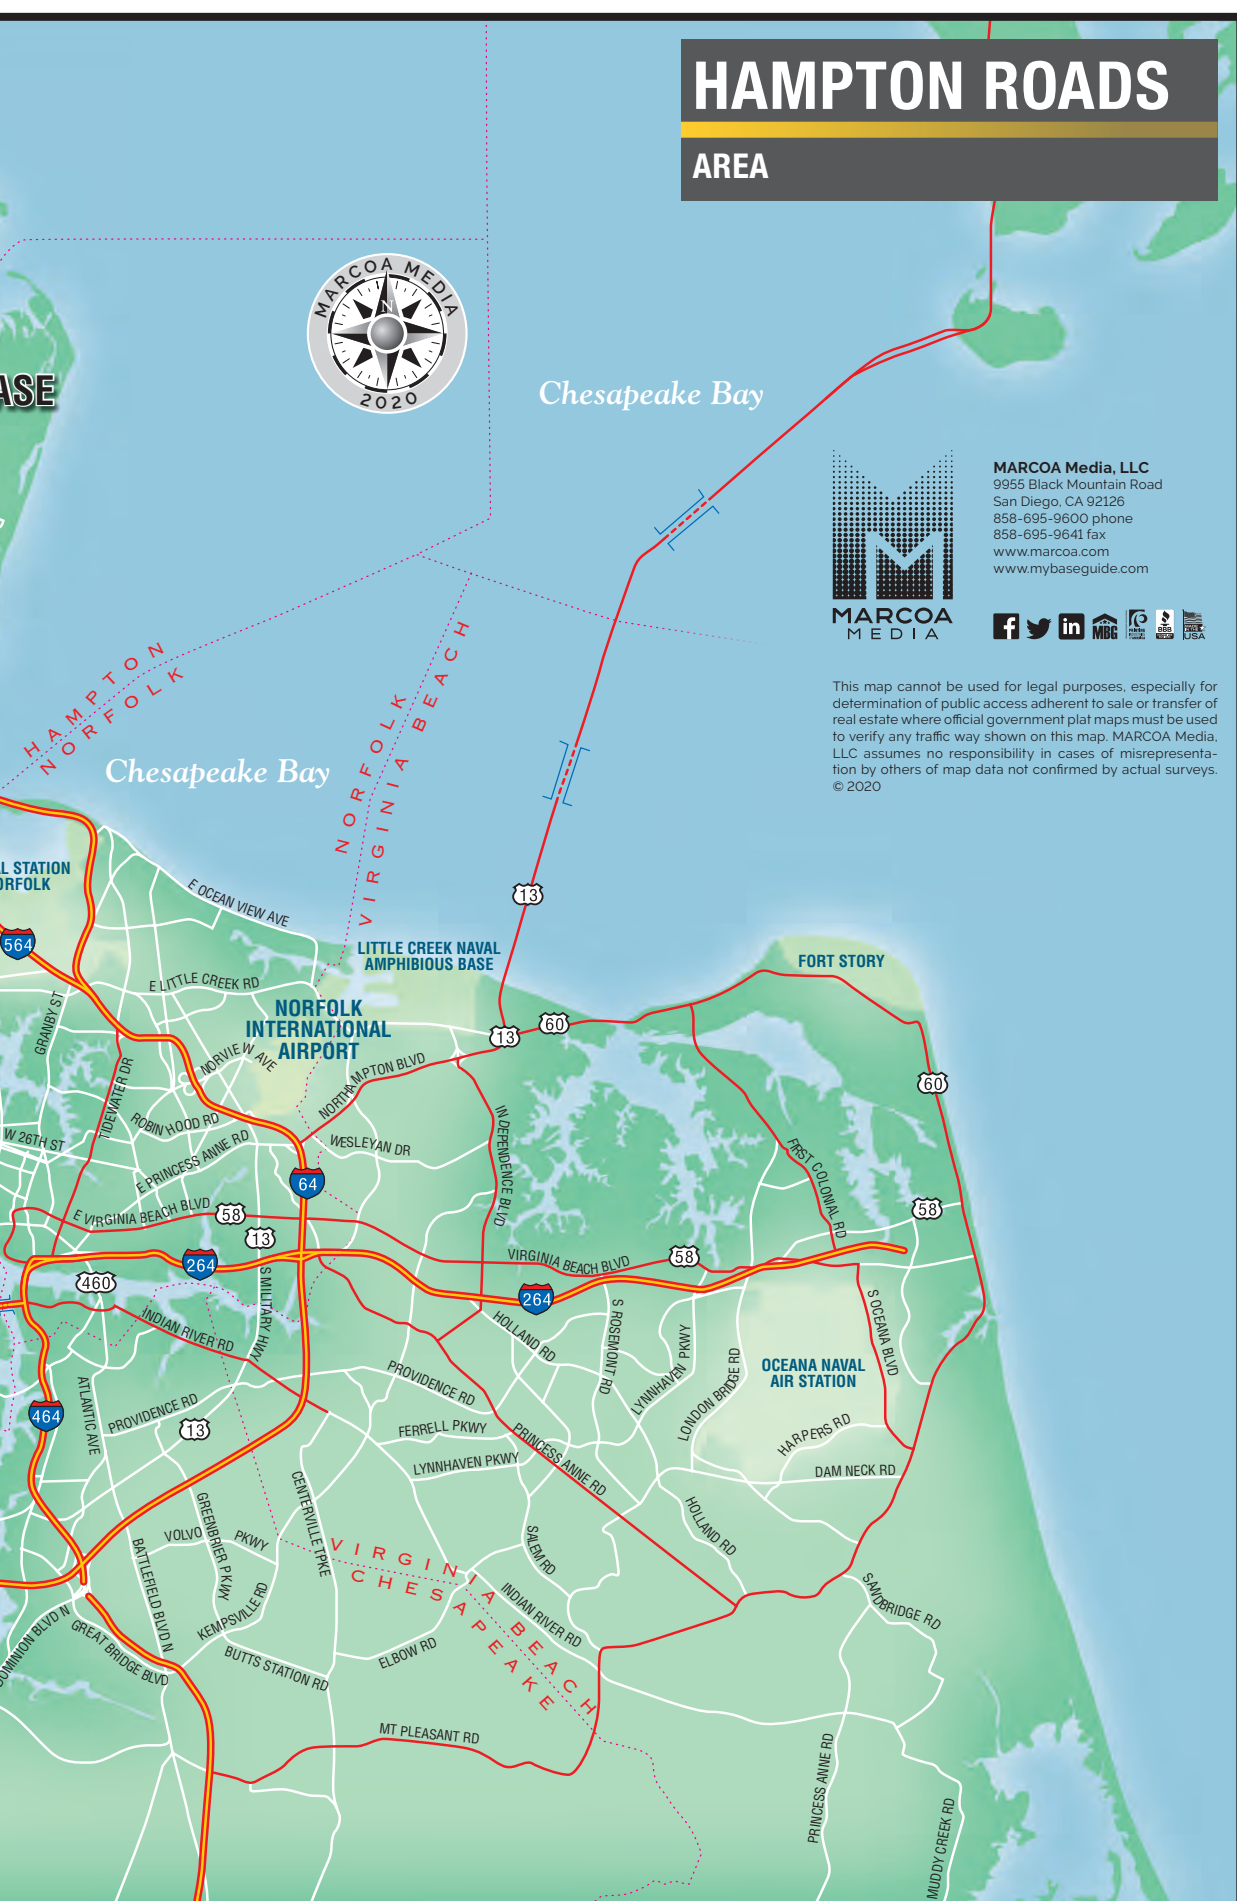 HAMPTON ROADS
AREA
MARCOA MEDIA
N
2020
ASE
Chesapeake Bay
MARCOA Media, LLC
9955 Black Mountain Road
San Diego, CA 92126
858-695-9600 phone
858-695-9641 fax
www.marcoa.com
www.mybaseguide.com
MARCOA
MEDIA
in
MBG
BBB
USA
This map cannot be used for legal purposes, especially for
determination of public access adherent to sale or transfer of
real estate where official government plat maps must be used
to verify any traffic way shown on this map. MARCOA Media,
LLC assumes no responsibility in cases of misrepresenta-
tion by others of map data not confirmed by actual surveys.
© 2020
HAMPTON
NORFOLK
NORFOLK
VIRGINIA BEACH
Chesapeake Bay
L STATION
ORFOLK
E OCEAN VIEW AVE
13
564
LITTLE CREEK NAVAL
AMPHIBIOUS BASE
FORT STORY
E LITTLE CREEK RD
GRANBY ST
NORFOLK
INTERNATIONAL
AIRPORT
13
60
60
NORVIEW AVE
NORTHAMPTON BLVD
TIDEWATER DR
ROBIN HOOD RD
W 26TH ST
E PRINCESS ANNE RD
WESLEYAN DR
INDEPENDENCE BLVD
FIRST COLONIAL RD
64
E VIRGINIA BEACH BLVD
58
13
58
264
460
VIRGINIA BEACH BLVD
58
264
S MILITARY HWY
INDIAN RIVER RD
HOLLAND RD
S ROSEMONT RD
LYNNHAVEN PKWY
LONDON BRIDGE RD
S OCEANA BLVD
OCEANA NAVAL
AIR STATION
ATLANTIC AVE
464
PROVIDENCE RD
13
PROVIDENCE RD
FERRELL PKWY
LYNNHAVEN PKWY
PRINCESS ANNE RD
HARPERS RD
DAM NECK RD
CENTERVILLE TPKE
GREENBRIER PKWY
VOLVO PKWY
BATTLEFIELD BLVD N
KEMPSVILLE RD
HOLLAND RD
SALEM RD
VIRGINIA BEACH
CHESAPEAKE
INDIAN RIVER RD
SANDBRIDGE RD
DOMINION BLVD N
GREAT BRIDGE BLVD
BUTTS STATION RD
ELBOW RD
MT PLEASANT RD
PRINCESS ANNE RD
MUDDY CREEK RD